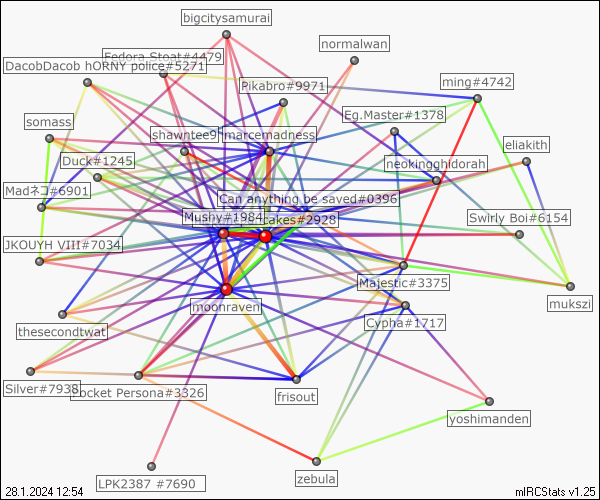 bigcitysamurai
normalwan
Fedora Stoat#4479
DacobDacob hORNY police#5271
ming#4742
Pikabro#9971
Eg.Master#1378
somass
shawntee9
marcemadness
eliakith
Duck#1245
neokingghidorah
Madネコ#6901
Can anything be saved#0396
Mushy#1984
cakes#2928
Swirly Boi#6154
JKOUYH VIII#7034
Majestic#3375
mukszi
moonraven
thesecondtwat
Cypha#1717
Silver#7938
ocket Persona#3326
frisout
yoshimanden
LPK2387 #7690
zebula
28.1.2024 12:54
mIRCStats v1.25